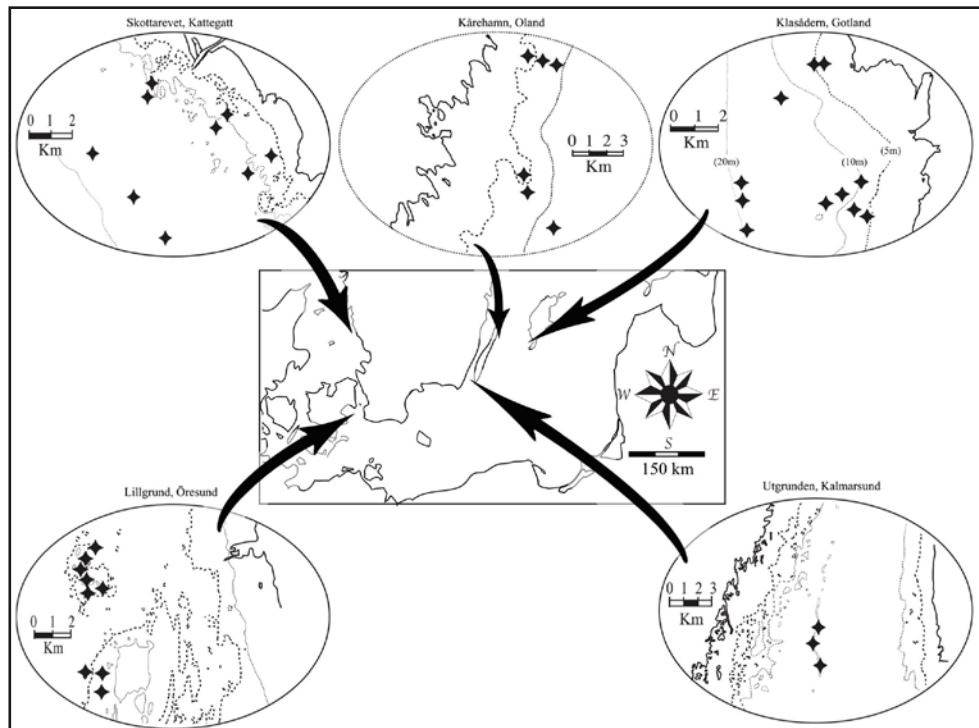 Skottarevet, Kattegatt
0 1 2
Km
Kårehamn, Oland
0 1 2 3
Km
Klasådern, Gotland
0 1 2
Km
(20m)
(10m)
(5m)
N
W
E
S
150 km
Lillgrund, Öresund
0 1 2
Km
Utgrunden, Kalmarsund
0 1 2 3
Km